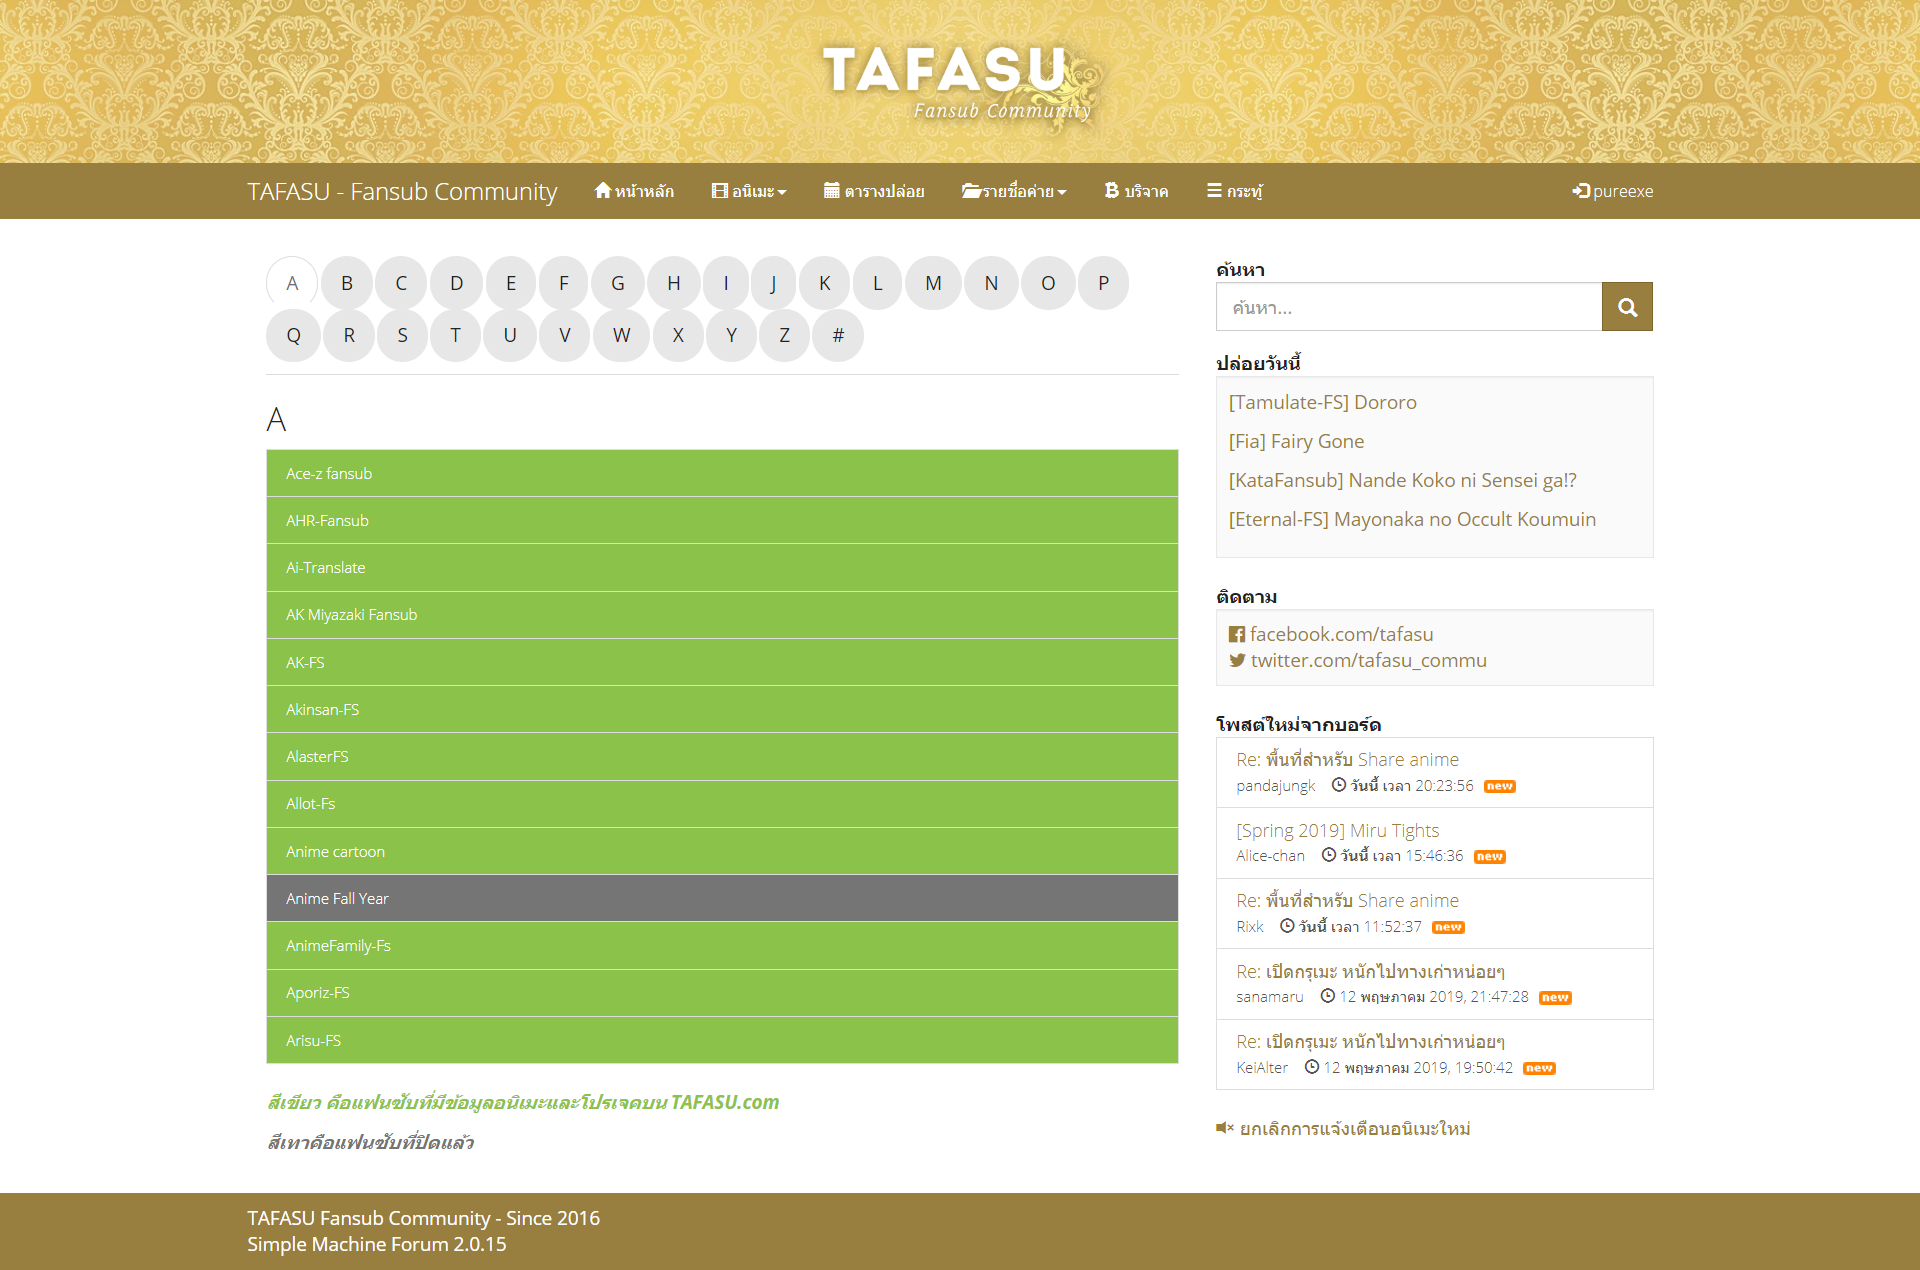 TAFASU
Fansub Community
TAFASU - Fansub Community
หน้าหลัก
อนิเมะ
ตารางปล่อย
รายชื่อค่าย
บริจาค
กระทู้
pureexe
A B C D E F G H I J K L M N O P
Q R S T U V W X Y Z #
A
Ace-z fansub
AHR-Fansub
Ai-Translate
AK Miyazaki Fansub
AK-FS
Akinsan-FS
AlasterFS
Allot-Fs
Anime cartoon
Anime Fall Year
AnimeFamily-Fs
Aporiz-FS
Arisu-FS
สีเขียว คือแฟนซับที่มีข้อมูลอนิเมะและโปรเจคบน TAFASU.com
สีเทาคือแฟนซับที่ปิดแล้ว
ค้นหา
ค้นหา...
ปล่อยวันนี้
[Tamulate-FS] Dororo
[Fia] Fairy Gone
[KataFansub] Nande Koko ni Sensei ga!?
[Eternal-FS] Mayonaka no Occult Koumuin
ติดตาม
facebook.com/tafasu
twitter.com/tafasu_commu
โพสต์ใหม่จากบอร์ด
Re: พื้นที่สำหรับ Share anime
pandajungk วันนี้ เวลา 20:23:56 new
[Spring 2019] Miru Tights
Alice-chan วันนี้ เวลา 15:46:36 new
Re: พื้นที่สำหรับ Share anime
Rixk วันนี้ เวลา 11:52:37 new
Re: เปิดกรุเมะ หนักไปทางเก่าหน่อยๆ
sanamaru 12 พฤษภาคม 2019, 21:47:28 new
Re: เปิดกรุเมะ หนักไปทางเก่าหน่อยๆ
KeiAlter 12 พฤษภาคม 2019, 19:50:42 new
ยกเลิกการแจ้งเตือนอนิเมะใหม่
TAFASU Fansub Community - Since 2016
Simple Machine Forum 2.0.15